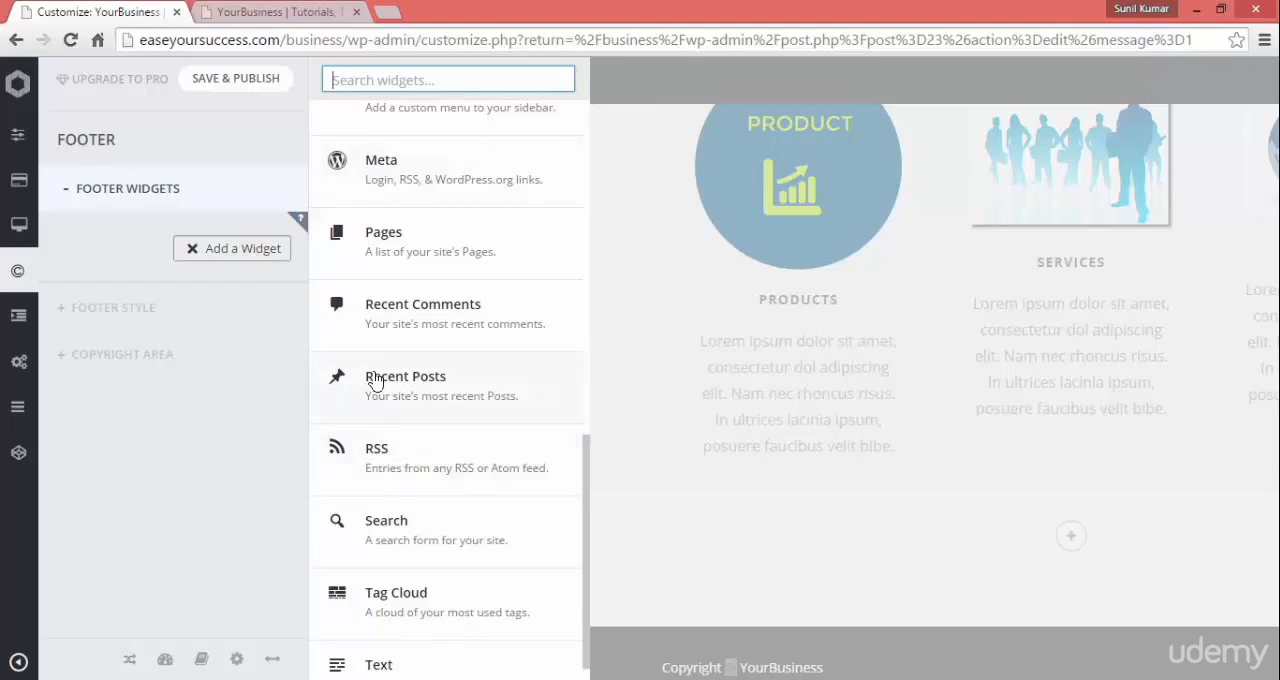 Customize: YourBusiness |
YourBusiness | Tutorials, T
Sunil Kumar
easeyoursuccess.com/business/wp-admin/customize.php?return=%2Fbusiness%2Fwp-admin%2Fpost.php%3Fpost%3D23%26action%3Dedit%26message%3D1
UPGRADE TO PRO
SAVE & PUBLISH
FOOTER
- FOOTER WIDGETS
?
Add a Widget
+ FOOTER STYLE
+ COPYRIGHT AREA
Search widgets...
Add a custom menu to your sidebar.
Meta
Login, RSS, & WordPress.org links.
Pages
A list of your site's Pages.
Recent Comments
Your site's most recent comments.
Recent Posts
Your site's most recent Posts.
RSS
Entries from any RSS or Atom feed.
Search
A search form for your site.
Tag Cloud
A cloud of your most used tags.
Text
PRODUCT
PRODUCTS
Lorem ipsum dolor sit amet,
contectetur dol adipiscing
elit. Nam nec rhoncus risus.
In ultrices lacinia ipsum,
posuere faucibus velit bibe.
SERVICES
Lorem ipsum dolor sit amet,
contectetur dol adipiscing
elit. Nam nec rhoncus risus.
In ultrices lacinia ipsum,
posuere faucibus velit bibe.
Lore
con
elit. N
pos
Copyright YourBusiness
udemy